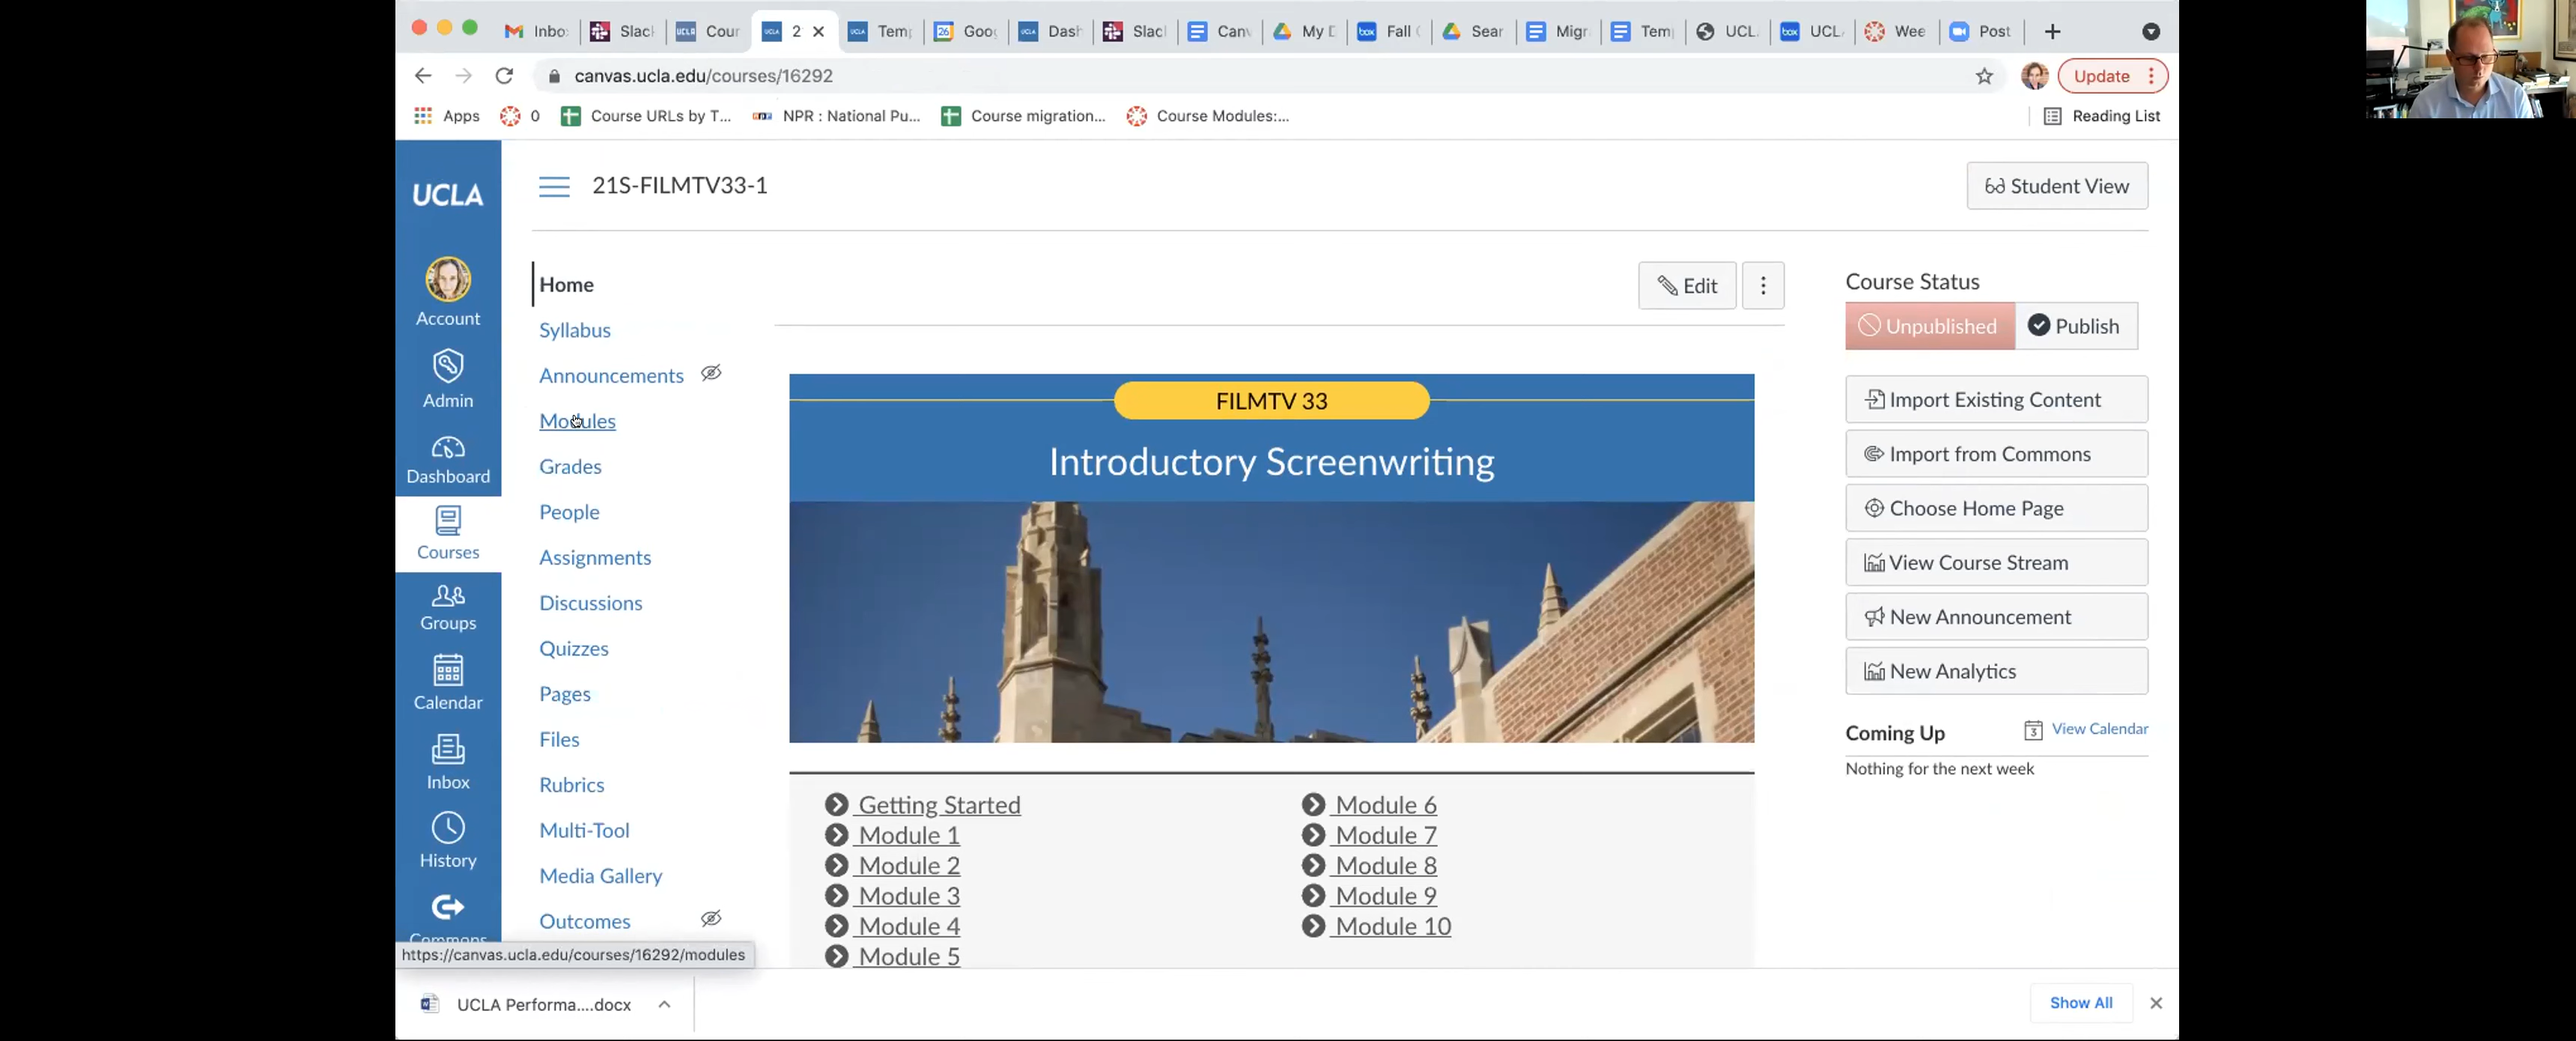 Inbo
Slac
Cour
2
Tem
Goo
Dash
Slac
Can
My D
Fall
Sear
Migr
Tem
UCL
UCL
Wee
Post
canvas.ucla.edu/courses/16292
Update
Apps
0
Course URLs by T...
NPR : National Pu...
Course migration...
Course Modules:...
Reading List
UCLA
21S-FILMTV33-1
Student View
Account
Admin
Dashboard
Courses
Groups
Calendar
Inbox
History
Commons
Home
Syllabus
Announcements
Modules
Grades
People
Assignments
Discussions
Quizzes
Pages
Files
Rubrics
Multi-Tool
Media Gallery
Outcomes
Edit
FILMTV 33
Introductory Screenwriting
Getting Started
Module 1
Module 2
Module 3
Module 4
Module 5
Module 6
Module 7
Module 8
Module 9
Module 10
Course Status
Unpublished
Publish
Import Existing Content
Import from Commons
Choose Home Page
View Course Stream
New Announcement
New Analytics
Coming Up
3
View Calendar
Nothing for the next week
https://canvas.ucla.edu/courses/16292/modules
UCLA Performa....docx
Show All